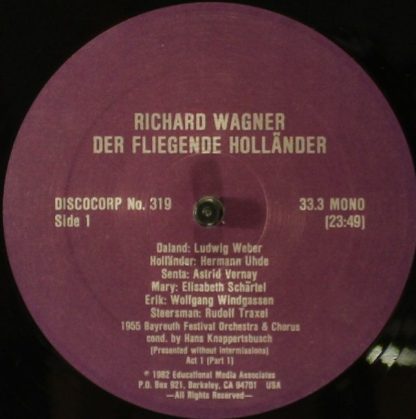 RICHARD WAGNER
DER FLIEGENDE HOLLÄNDER
DISCOCORP No. 319
Side 1
33.3 MONO
[23:49]
Daland: Ludwig Weber
Holländer: Hermann Uhde
Senta: Astrid Vernay
Mary: Elisabeth Schärtel
Erik: Wolfgang Windgassen
Steersman: Rudolf Traxel
1955 Bayreuth Festival Orchestra & Chorus
cond. by Hans Knappertsbusch
(Presented without intermissions)
Act 1 (Part 1)
℗ 1982 Educational Media Associates
P.O. Box 921, Berkeley, CA 94701 USA
—All Rights Reserved—